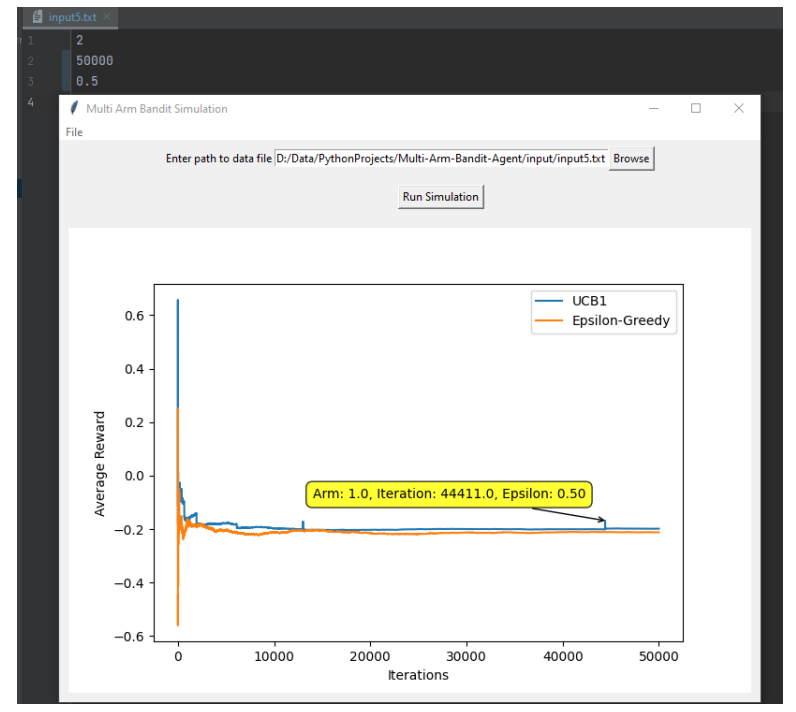 input5.txt ×
1 2
2 50000
3 0.5
4
Multi Arm Bandit Simulation
File
Enter path to data file D:/Data/PythonProjects/Multi-Arm-Bandit-Agent/input/input5.txt Browse
Run Simulation
UCB1
Epsilon-Greedy
0.6
0.4
0.2
0.0
−0.2
−0.4
−0.6
Average Reward
Arm: 1.0, Iteration: 44411.0, Epsilon: 0.50
0 10000 20000 30000 40000 50000
Iterations